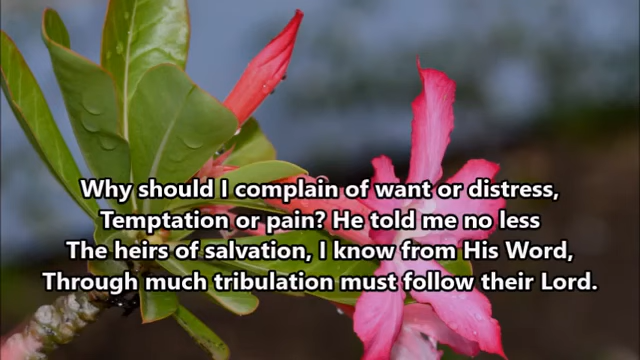 Why should I complain of want or distress,
Temptation or pain? He told me no less
The heirs of salvation, I know from His Word,
Through much tribulation must follow their Lord.